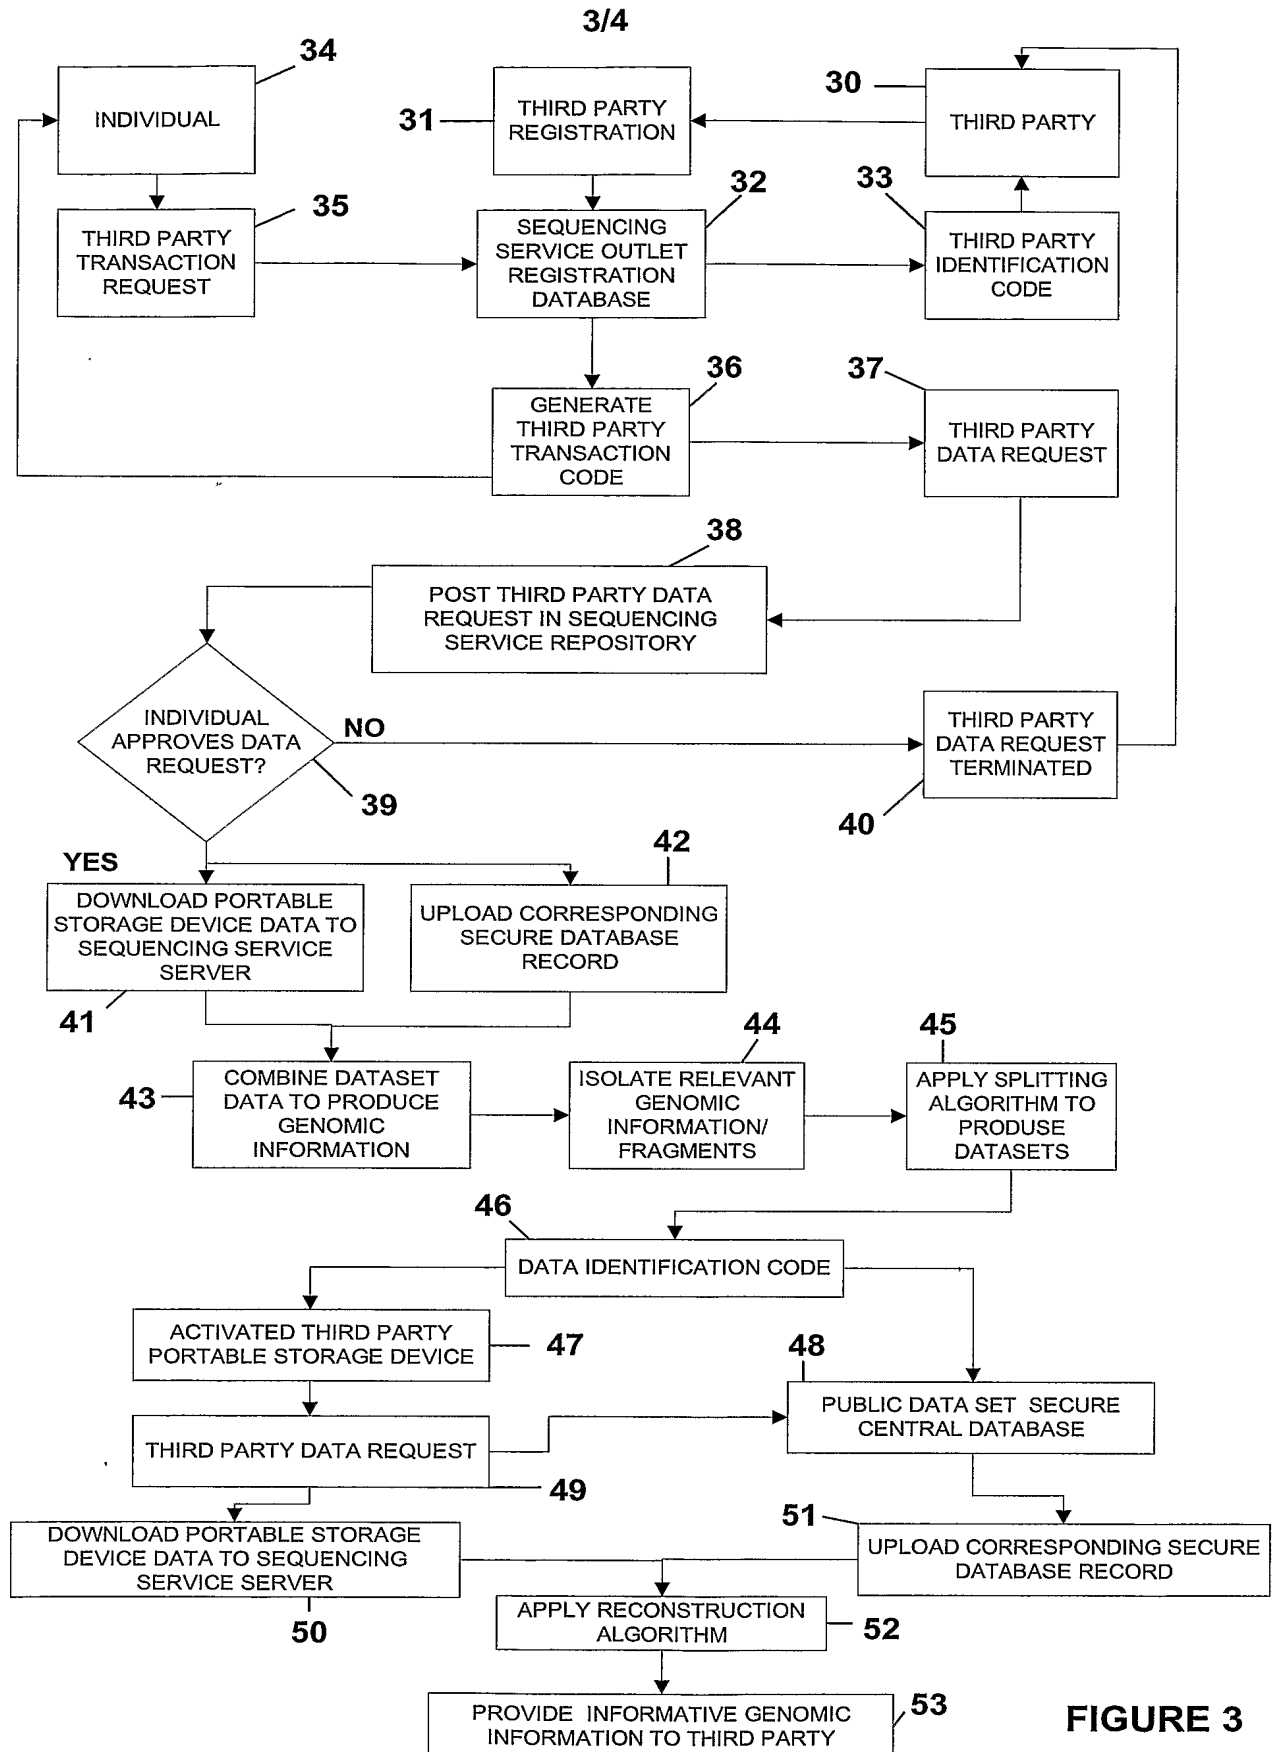 3/4
34
INDIVIDUAL
31
THIRD PARTY
REGISTRATION
30
THIRD PARTY
35
THIRD PARTY
TRANSACTION
REQUEST
32
SEQUENCING
SERVICE OUTLET
REGISTRATION
DATABASE
33
THIRD PARTY
IDENTIFICATION
CODE
36
GENERATE
THIRD PARTY
TRANSACTION
CODE
37
THIRD PARTY
DATA REQUEST
38
POST THIRD PARTY DATA
REQUEST IN SEQUENCING
SERVICE REPOSITORY
INDIVIDUAL
APPROVES DATA
REQUEST?
39
NO
THIRD PARTY
DATA REQUEST
TERMINATED
40
YES
DOWNLOAD PORTABLE
STORAGE DEVICE DATA TO
SEQUENCING SERVICE
SERVER
41
42
UPLOAD CORRESPONDING
SECURE DATABASE
RECORD
43
COMBINE DATASET
DATA TO PRODUCE
GENOMIC
INFORMATION
44
ISOLATE RELEVANT
GENOMIC
INFORMATION/
FRAGMENTS
45
APPLY SPLITTING
ALGORITHM TO
PRODUSE
DATASETS
46
DATA IDENTIFICATION CODE
ACTIVATED THIRD PARTY
PORTABLE STORAGE DEVICE
47
48
PUBLIC DATA SET SECURE
CENTRAL DATABASE
THIRD PARTY DATA REQUEST
49
DOWNLOAD PORTABLE STORAGE
DEVICE DATA TO SEQUENCING
SERVICE SERVER
50
51
UPLOAD CORRESPONDING SECURE
DATABASE RECORD
APPLY RECONSTRUCTION
ALGORITHM
52
PROVIDE INFORMATIVE GENOMIC
INFORMATION TO THIRD PARTY
53
FIGURE 3